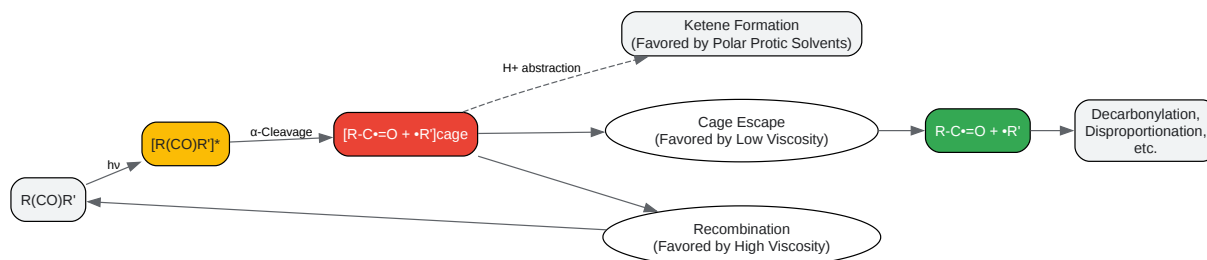 R(CO)R'
hν
[R(CO)R']*
α-Cleavage
[R-C•=O + •R']cage
H+ abstraction
Ketene Formation
(Favored by Polar Protic Solvents)
Cage Escape
(Favored by Low Viscosity)
Recombination
(Favored by High Viscosity)
R-C•=O + •R'
Decarbonylation,
Disproportionation,
etc.